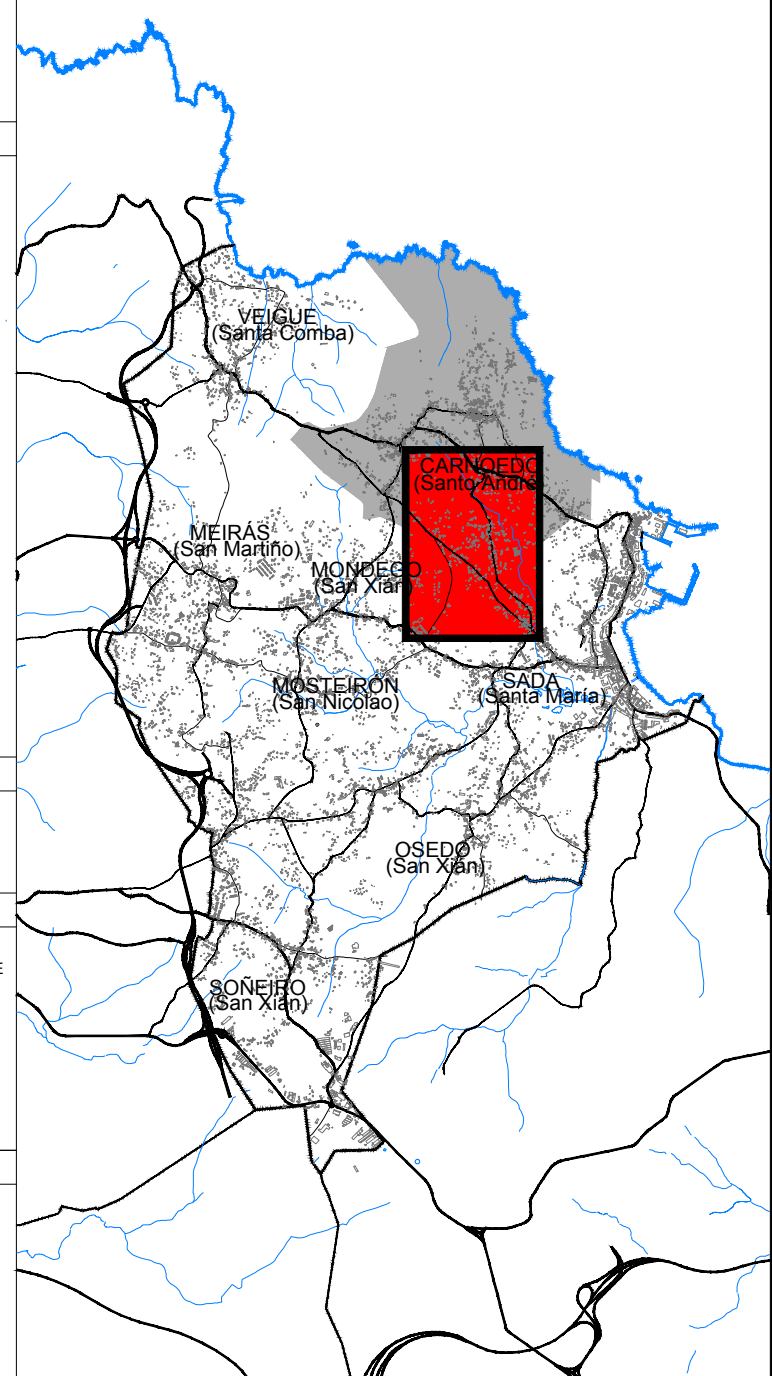 VEIGUE
(Santa Comba)
CARNOEDO
(Santo André)
MEIRÁS
(San Martiño)
MONDEGO
(San Xián)
MOSTEIRÓN
(San Nicolao)
SADA
(Santa María)
OSEDO
(San Xián)
E
SOÑEIRO
(San Xián)